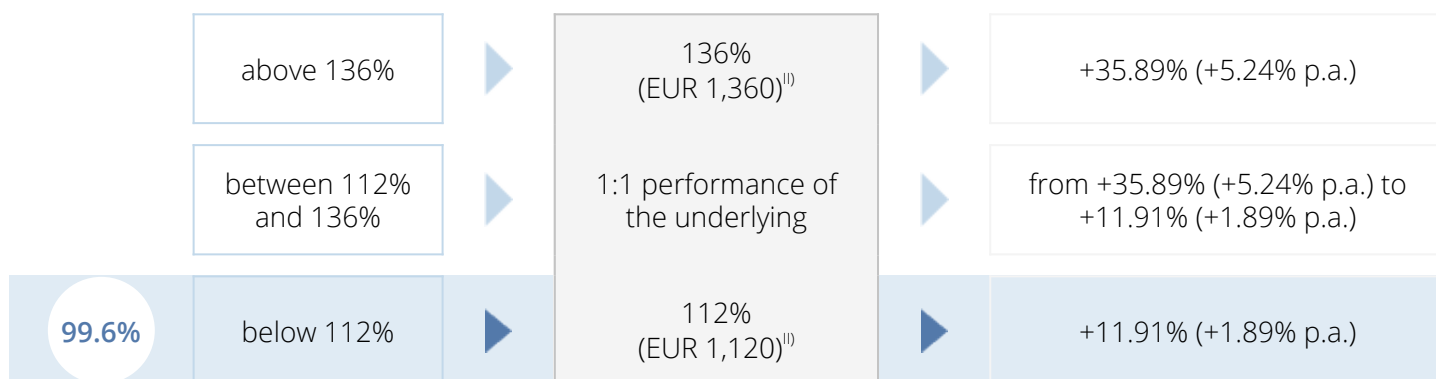 above 136%
136%
(EUR 1,360)II)
+35.89% (+5.24% p.a.)
between 112%
and 136%
1:1 performance of
the underlying
from +35.89% (+5.24% p.a.) to
+11.91% (+1.89% p.a.)
99.6%
below 112%
112%
(EUR 1,120)II)
+11.91% (+1.89% p.a.)